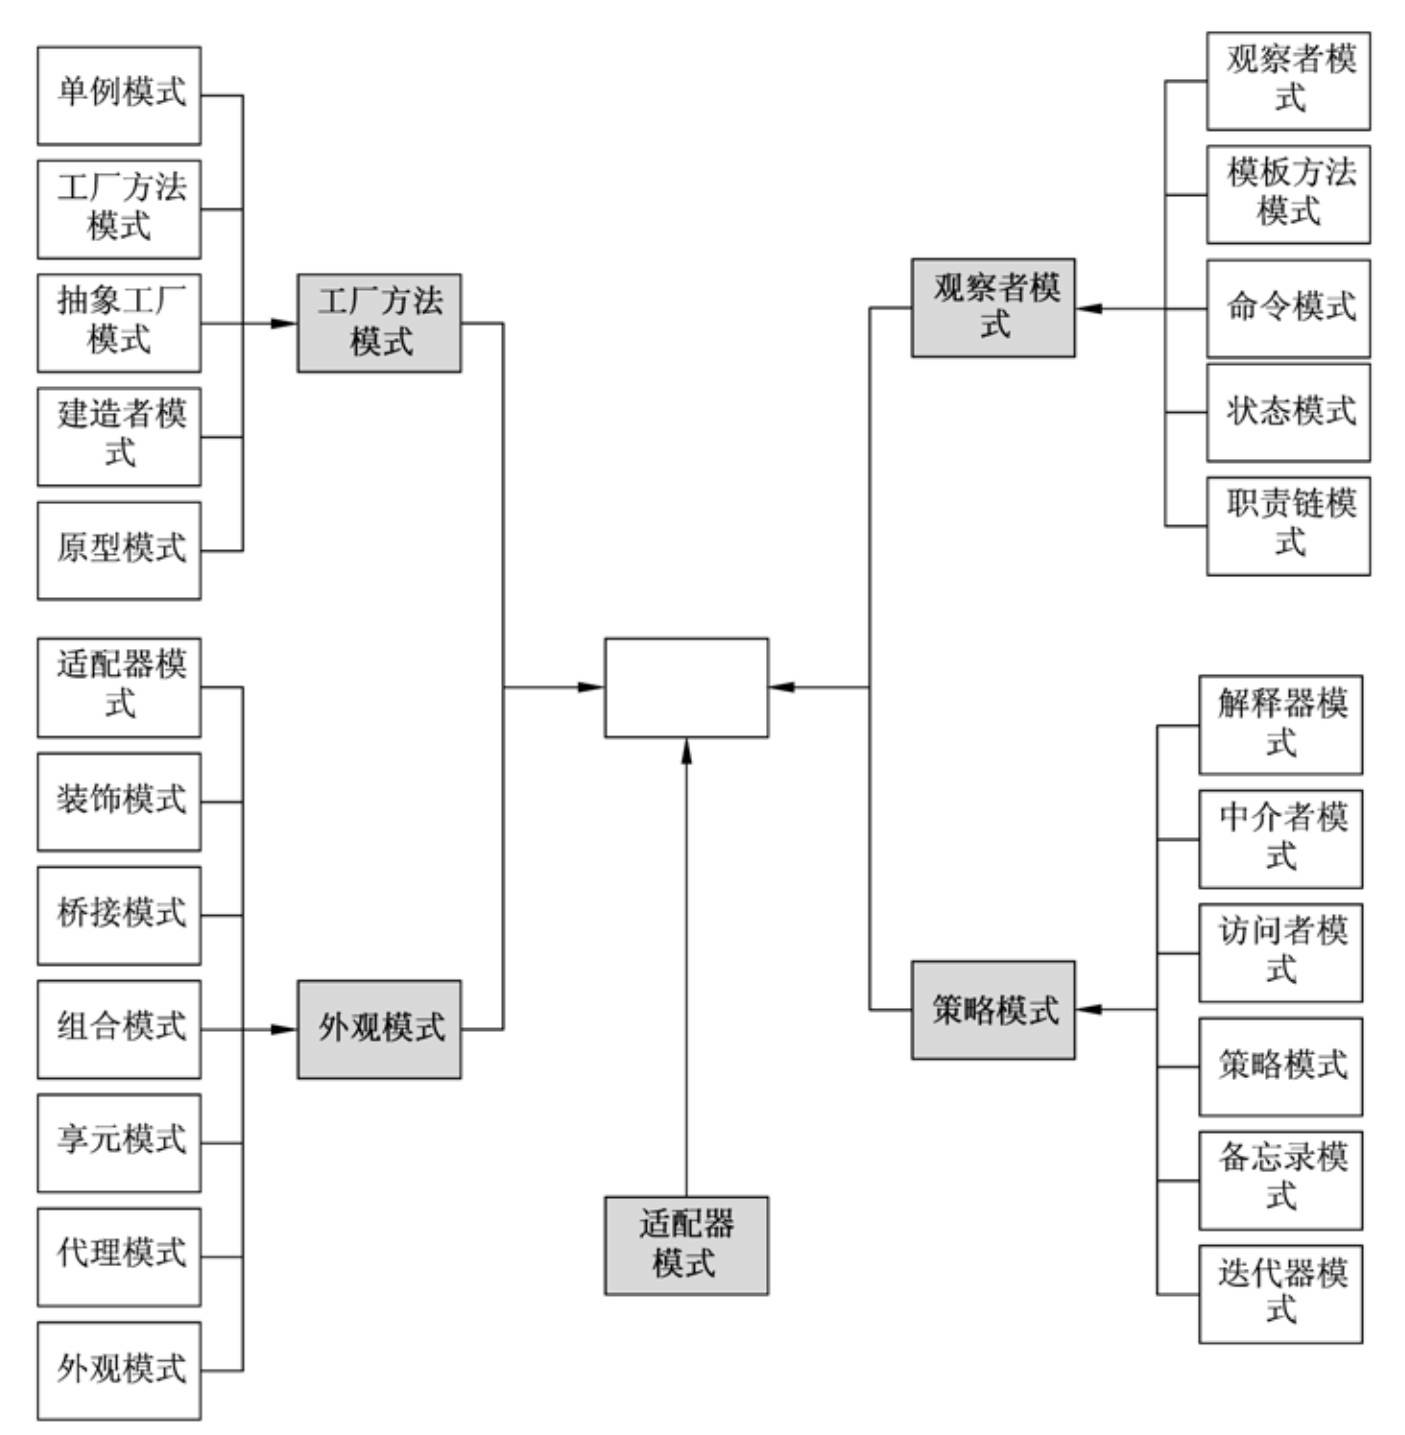 单例模式
工厂方法
模式
抽象工厂
模式
建造者模
式
原型模式
工厂方法
模式
适配器模
式
装饰模式
桥接模式
组合模式
享元模式
代理模式
外观模式
外观模式
适配器
模式
观察者模
式
观察者模
式
模板方法
模式
命令模式
状态模式
职责链模
式
策略模式
解释器模
式
中介者模
式
访问者模
式
策略模式
备忘录模
式
迭代器模
式